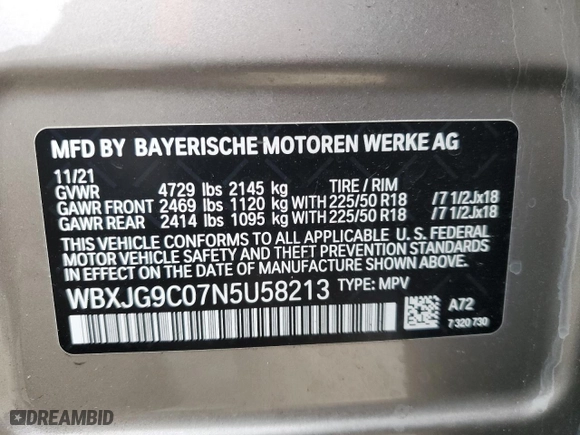 MFD BY BAYERISCHE MOTOREN WERKE AG
11/21
GVWR 4729 lbs 2145 kg TIRE / RIM
GAWR FRONT 2469 lbs 1120 kg WITH 225/50 R18 /7 1/2Jx18
GAWR REAR 2414 lbs 1095 kg WITH 225/50 R18 /7 1/2Jx18
THIS VEHICLE CONFORMS TO ALL APPLICABLE U.S. FEDERAL
MOTOR VEHICLE SAFETY AND THEFT PREVENTION STANDARDS
IN EFFECT ON THE DATE OF MANUFACTURE SHOWN ABOVE.
WBXJG9C07N5U58213 TYPE: MPV
A72
7 320 730
DREAMBID